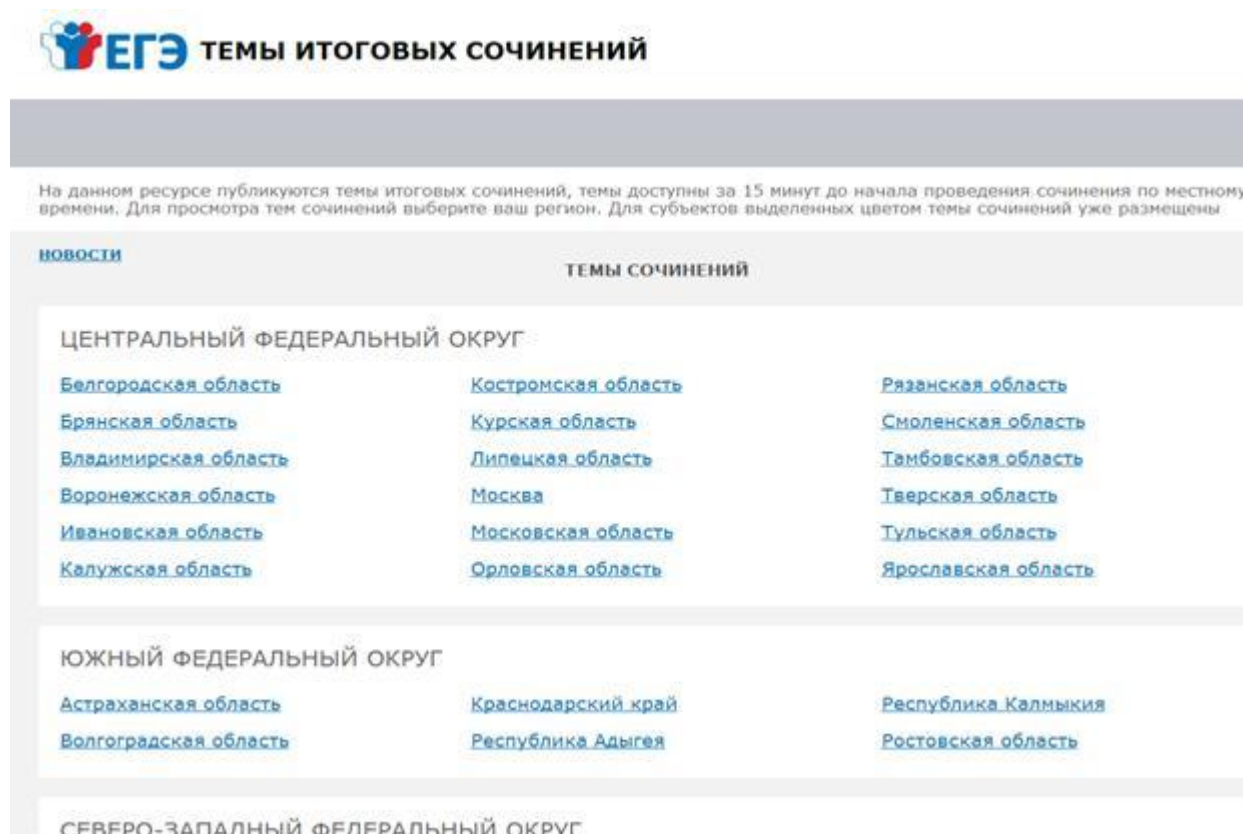 ЕГЭ ТЕМЫ ИТОГОВЫХ СОЧИНЕНИЙ
На данном ресурсе публикуются темы итоговых сочинений, темы доступны за 15 минут до начала проведения сочинения по местному
времени. Для просмотра тем сочинений выберите ваш регион. Для субъектов выделенных цветом темы сочинений уже размещены
НОВОСТИ
ТЕМЫ СОЧИНЕНИЙ
ЦЕНТРАЛЬНЫЙ ФЕДЕРАЛЬНЫЙ ОКРУГ
Белгородская область Костромская область Рязанская область
Брянская область Курская область Смоленская область
Владимирская область Липецкая область Тамбовская область
Воронежская область Москва Тверская область
Ивановская область Московская область Тульская область
Калужская область Орловская область Ярославская область
ЮЖНЫЙ ФЕДЕРАЛЬНЫЙ ОКРУГ
Астраханская область Краснодарский край Республика Калмыкия
Волгоградская область Республика Адыгея Ростовская область
СЕВЕРО-ЗАПАДНЫЙ ФЕДЕРАЛЬНЫЙ ОКРУГ